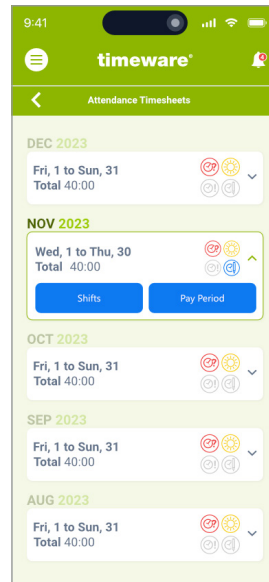 9:41
timeware®
Attendance Timesheets
DEC 2023
Fri, 1 to Sun, 31
Total 40:00
NOV 2023
Wed, 1 to Thu, 30
Total 40:00
Shifts
Pay Period
OCT 2023
Fri, 1 to Sun, 31
Total 40:00
SEP 2023
Fri, 1 to Sun, 31
Total 40:00
AUG 2023
Fri, 1 to Sun, 31
Total 40:00